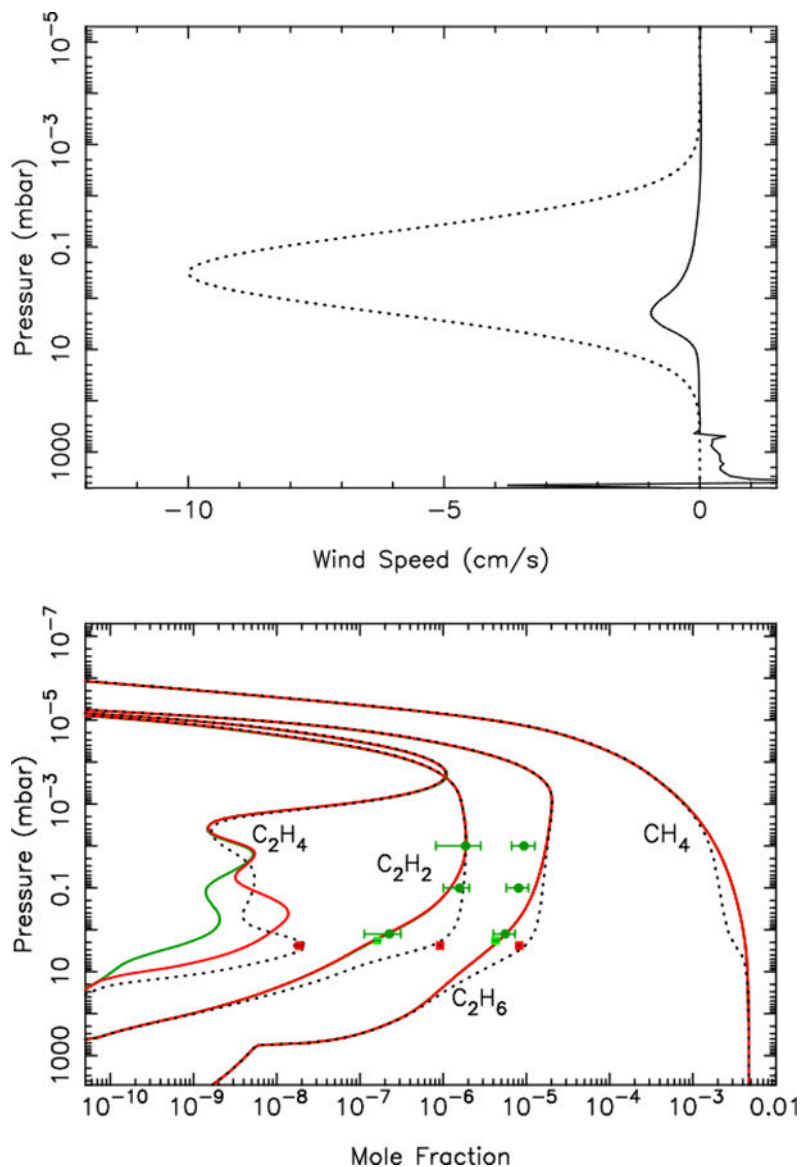 10⁻⁵
10⁻³
0.1
10
1000
Pressure (mbar)
−10
−5
0
Wind Speed (cm/s)
10⁻⁷
10⁻⁵
10⁻³
0.1
10
1000
Pressure (mbar)
C₂H₄
C₂H₂
CH₄
C₂H₆
10⁻¹⁰
10⁻⁹
10⁻⁸
10⁻⁷
10⁻⁶
10⁻⁵
10⁻⁴
10⁻³
0.01
Mole Fraction